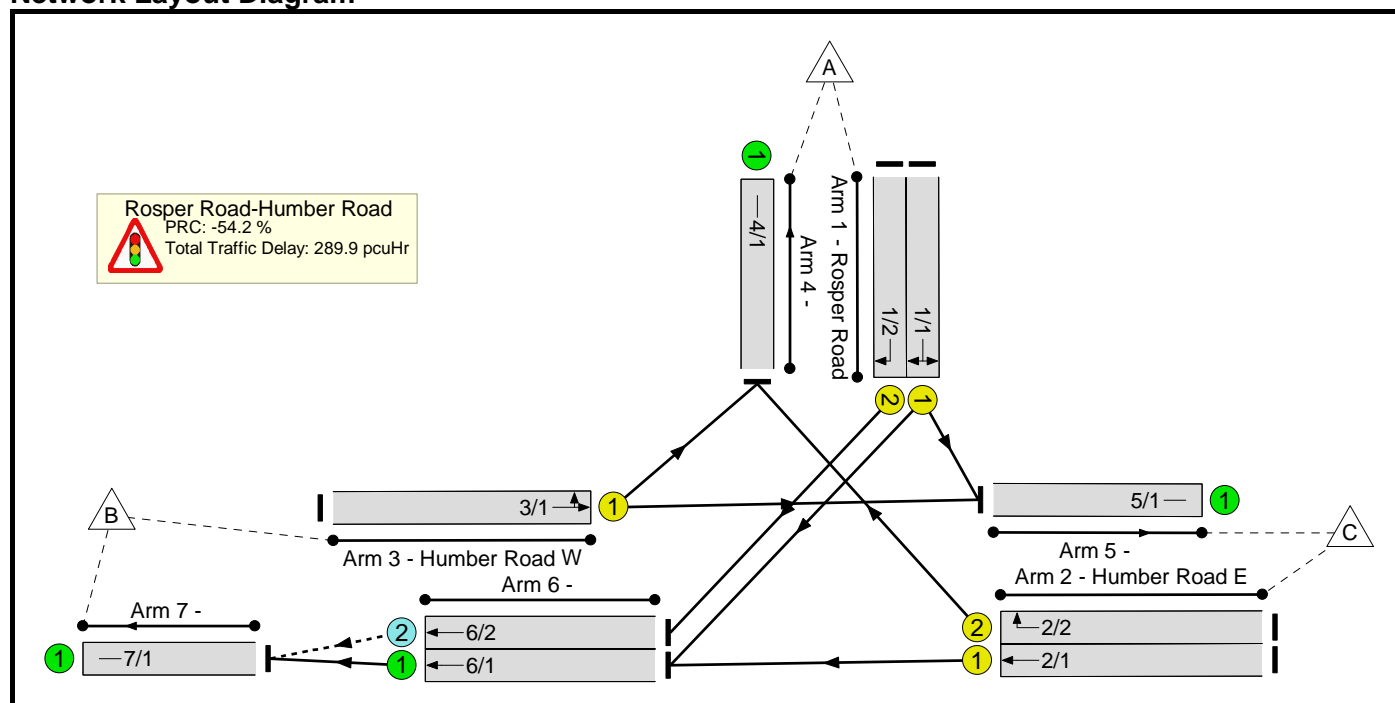 Network Layout Diagram
A
1
Arm 4 -
4/1
Arm 1 - Rosper Road
1/2
1/1
2
1
Rosper Road-Humber Road
PRC: -54.2 %
Total Traffic Delay: 289.9 pcuHr
B
3/1
1
Arm 3 - Humber Road W
5/1
1
Arm 5 -
C
Arm 6 -
Arm 2 - Humber Road E
Arm 7 -
2
6/2
2
2/2
1
7/1
1
6/1
1
2/1